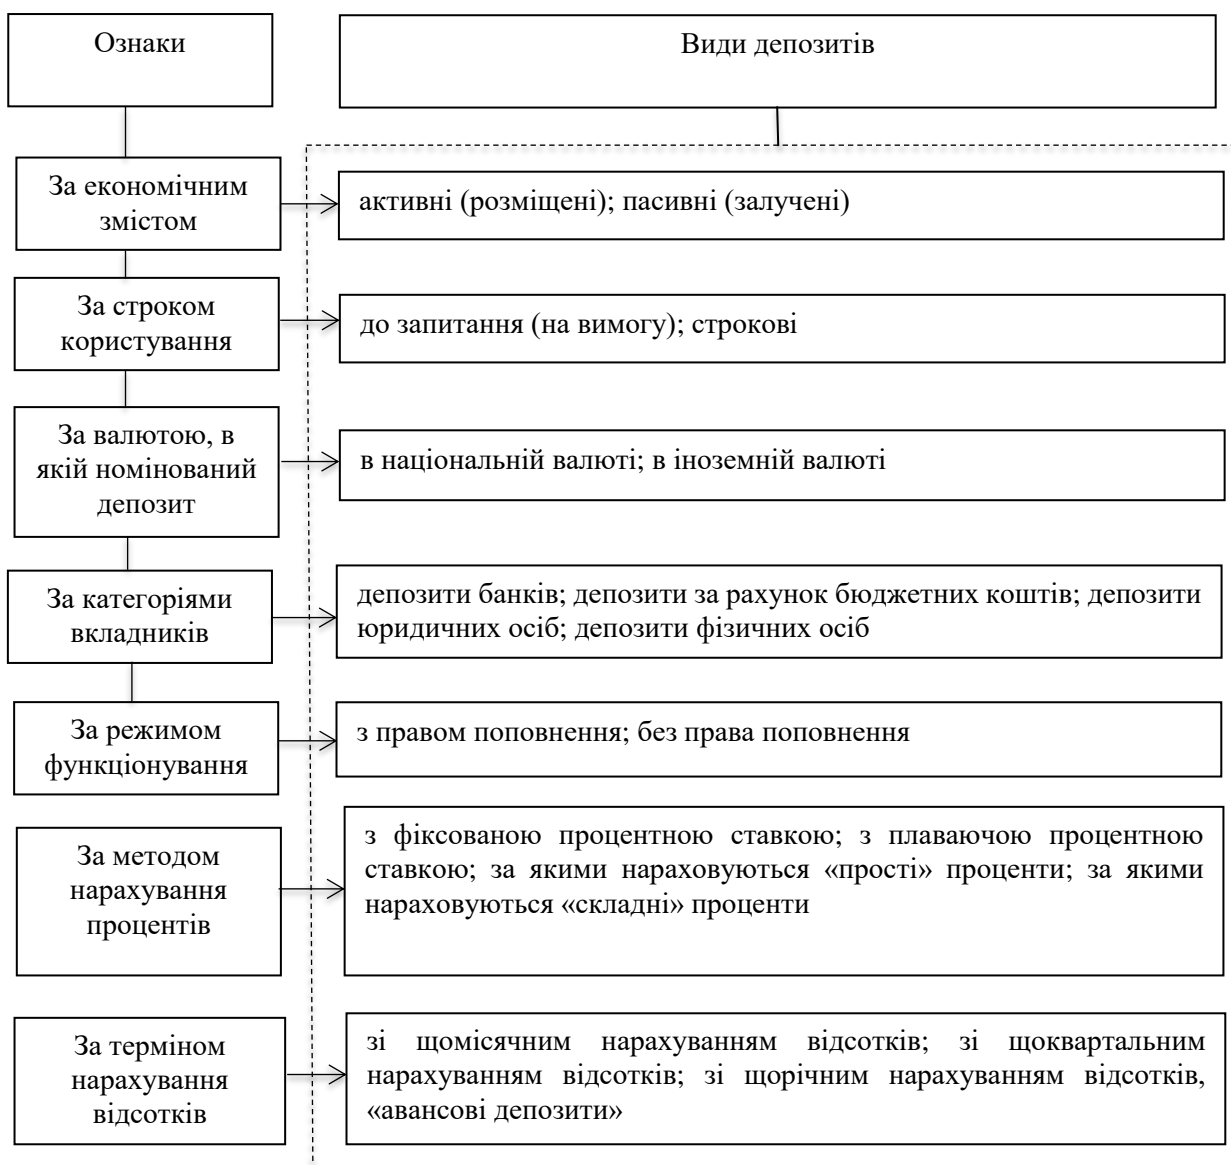 Ознаки
Види депозитів
За економічним
змістом
активні (розміщені); пасивні (залучені)
За строком
користування
до запитання (на вимогу); строкові
За валютою, в
якій номінований
депозит
в національній валюті; в іноземній валюті
За категоріями
вкладників
депозити банків; депозити за рахунок бюджетних коштів; депозити
юридичних осіб; депозити фізичних осіб
За режимом
функціонування
з правом поповнення; без права поповнення
За методом
нарахування
процентів
з фіксованою процентною ставкою; з плаваючою процентною
ставкою; за якими нараховуються «прості» проценти; за якими
нараховуються «складні» проценти
За терміном
нарахування
відсотків
зі щомісячним нарахуванням відсотків; зі щоквартальним
нарахуванням відсотків; зі щорічним нарахуванням відсотків,
«авансові депозити»